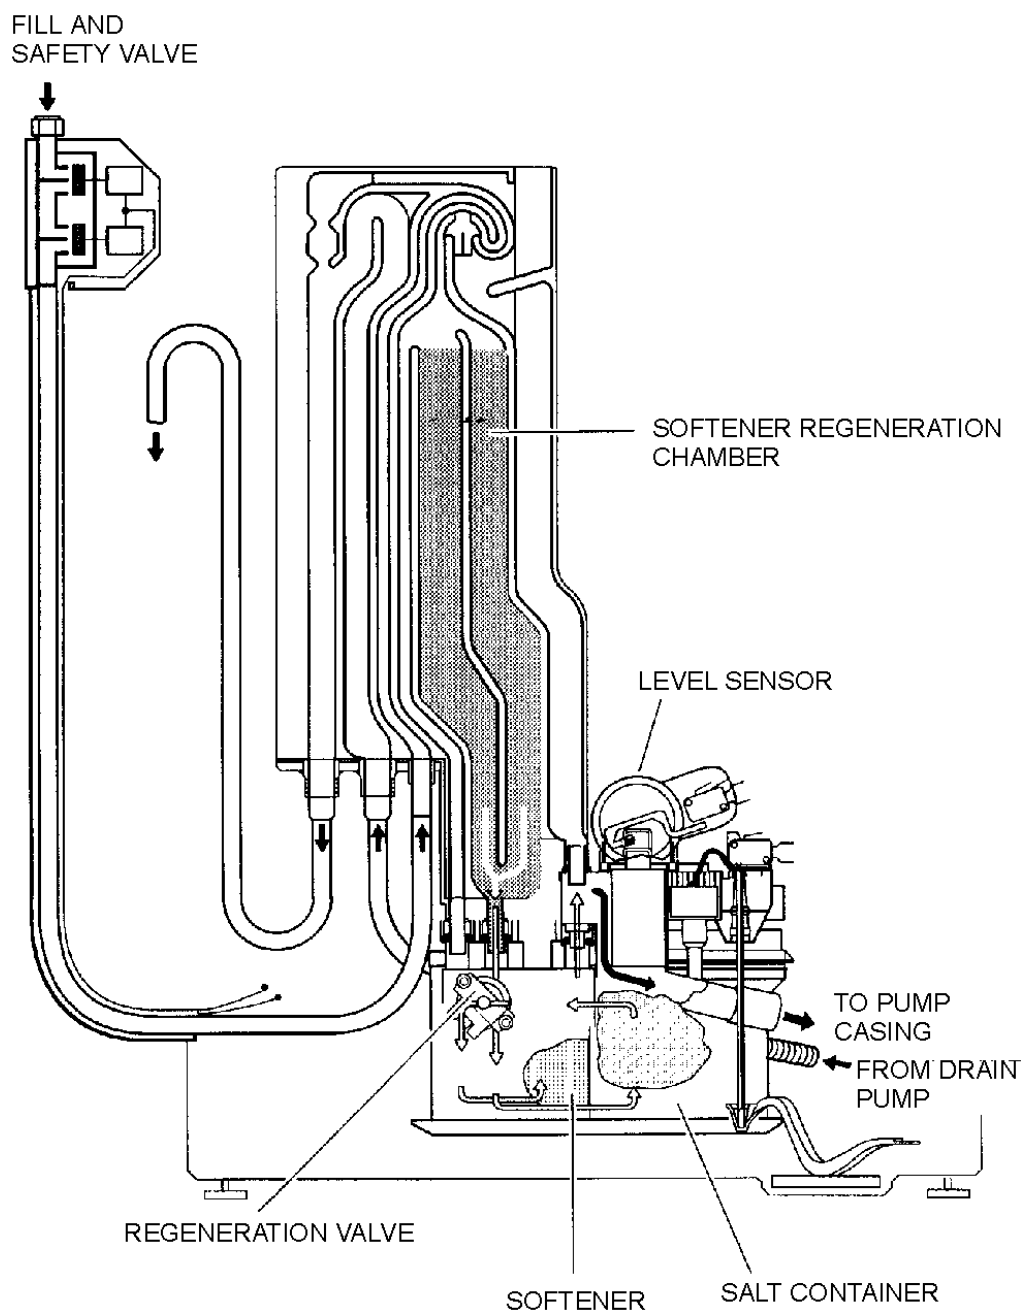 FILL AND
SAFETY VALVE
SOFTENER REGENERATION
CHAMBER
LEVEL SENSOR
TO PUMP
CASING
FROM DRAIN
PUMP
REGENERATION VALVE
SOFTENER
SALT CONTAINER